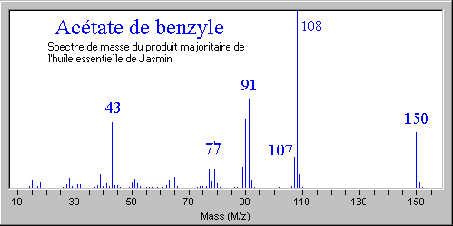 Acétate de benzyle
108
Spectre de masse du produit majoritaire de
l'huile essentielle de Jasmin
91
43
150
77
107
10 30 50 70 90 110 130 150
Mass (M/z)